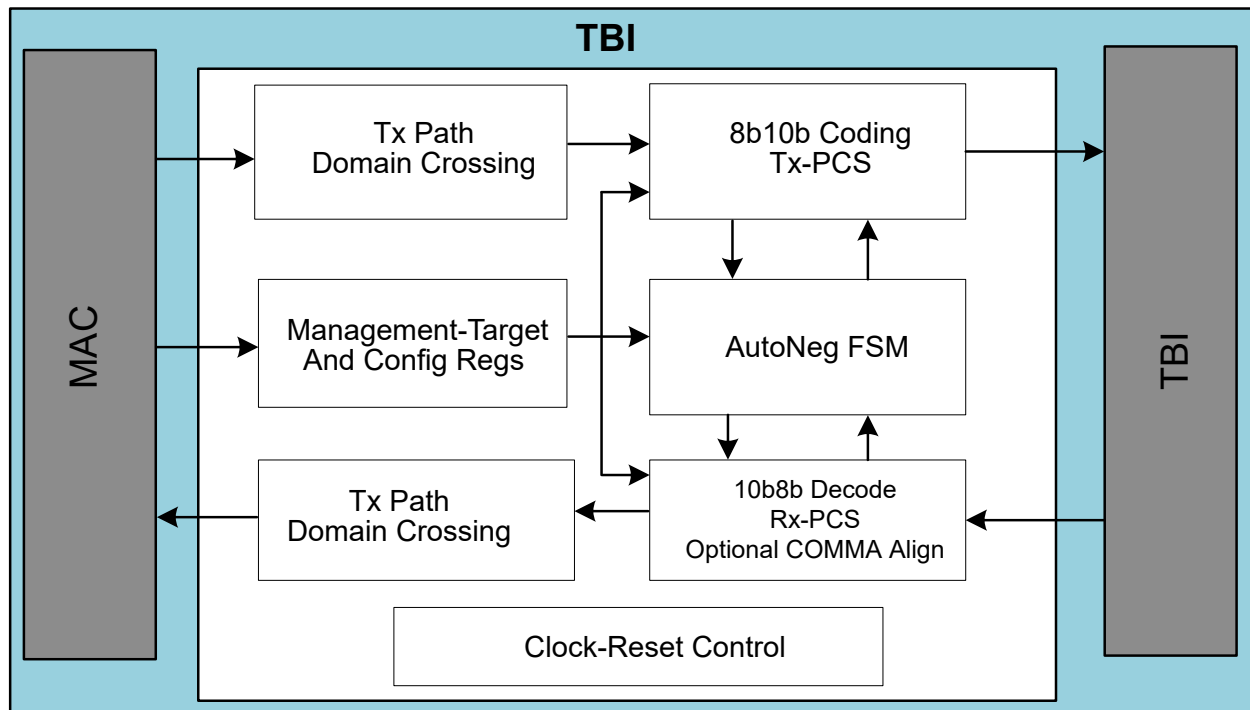 TBI
MAC
Tx Path
Domain Crossing
8b10b Coding
Tx-PCS
Management-Target
And Config Regs
AutoNeg FSM
Tx Path
Domain Crossing
10b8b Decode
Rx-PCS
Optional COMMA Align
Clock-Reset Control
TBI